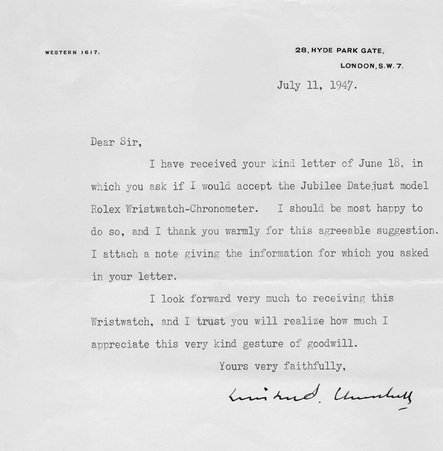 WESTERN 1617.
28, HYDE PARK GATE,
LONDON, S.W. 7.
July 11, 1947.
Dear Sir,
I have received your kind letter of June 18, in
which you ask if I would accept the Jubilee Datejust model
Rolex Wristwatch-Chronometer. I should be most happy to
do so, and I thank you warmly for this agreeable suggestion.
I attach a note giving the information for which you asked
in your letter.
I look forward very much to receiving this
Wristwatch, and I trust you will realize how much I
appreciate this very kind gesture of goodwill.
Yours very faithfully,
Winston S. Churchill